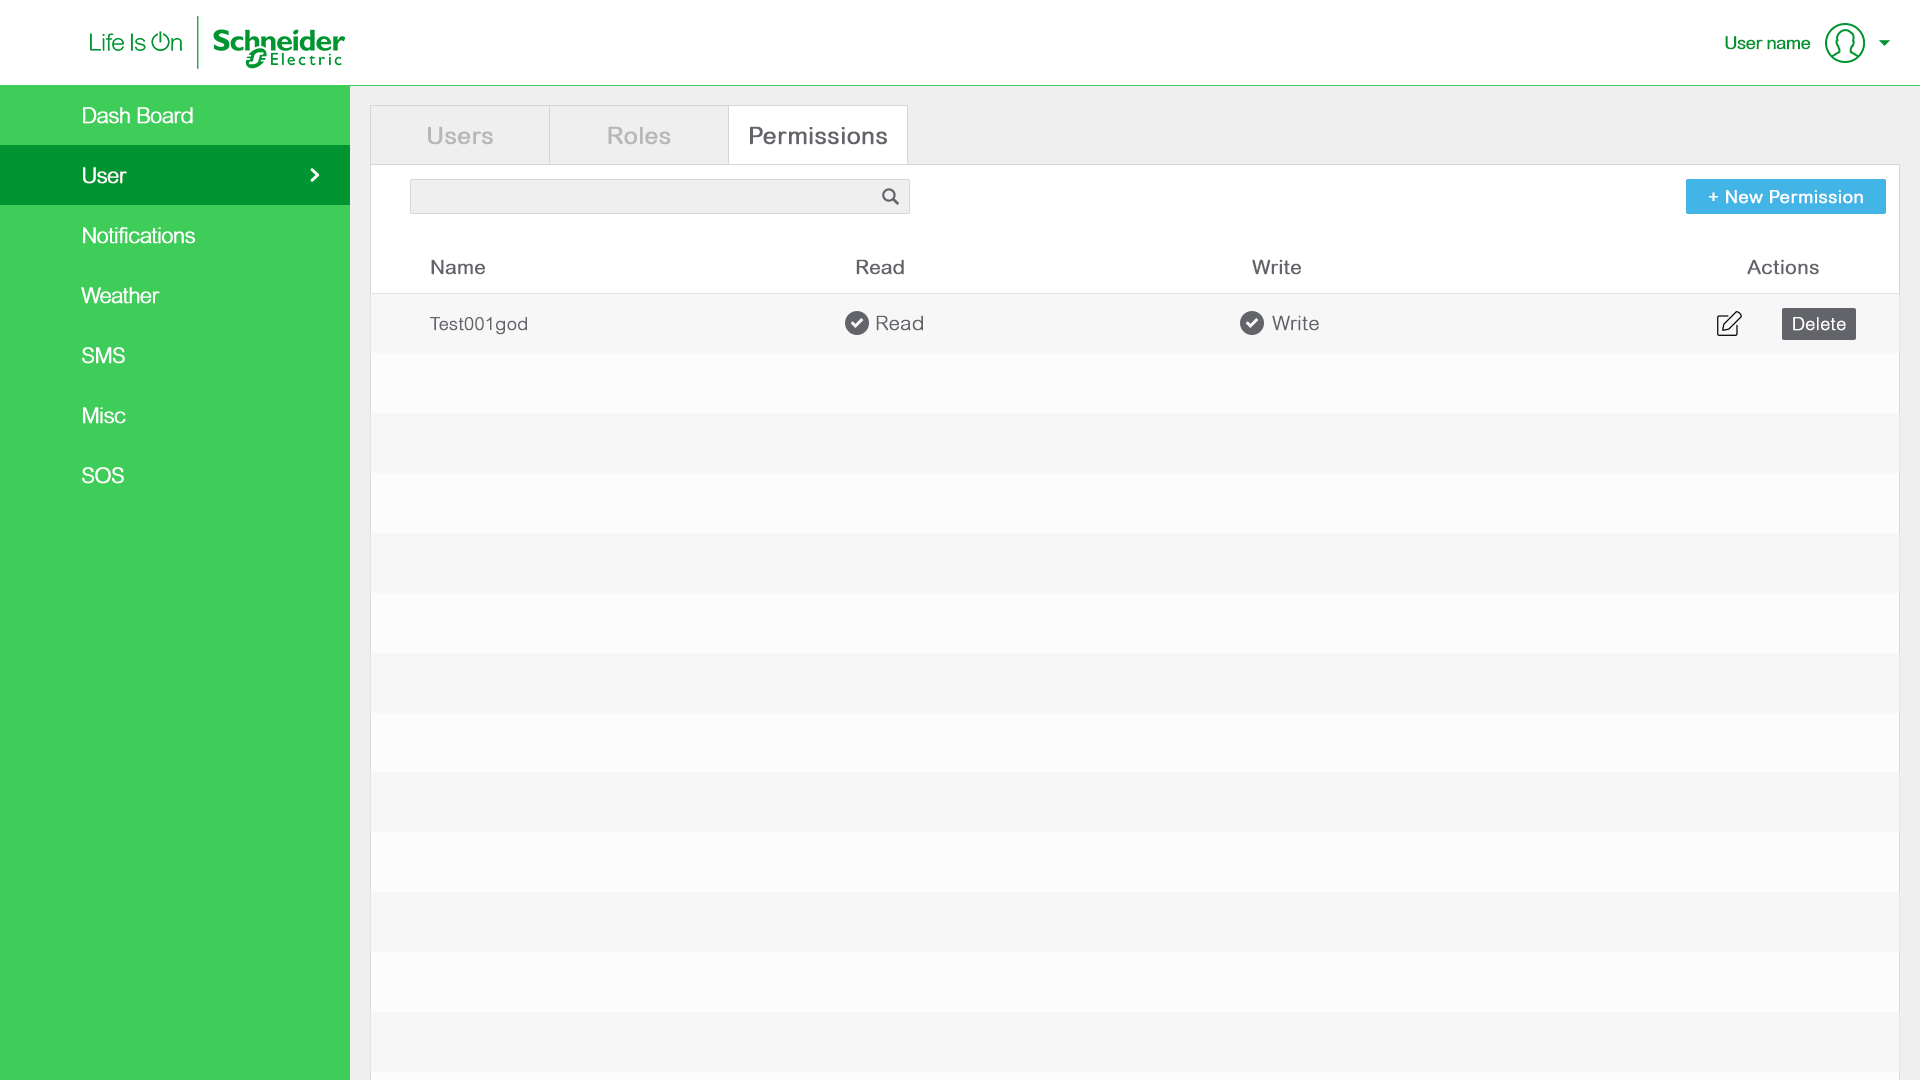 Life Is On
Schneider
Electric
User name
Dash Board
User
Notifications
Weather
SMS
Misc
SOS
Users
Roles
Permissions
+ New Permission
Name
Read
Write
Actions
Test001god
Read
Write
Delete